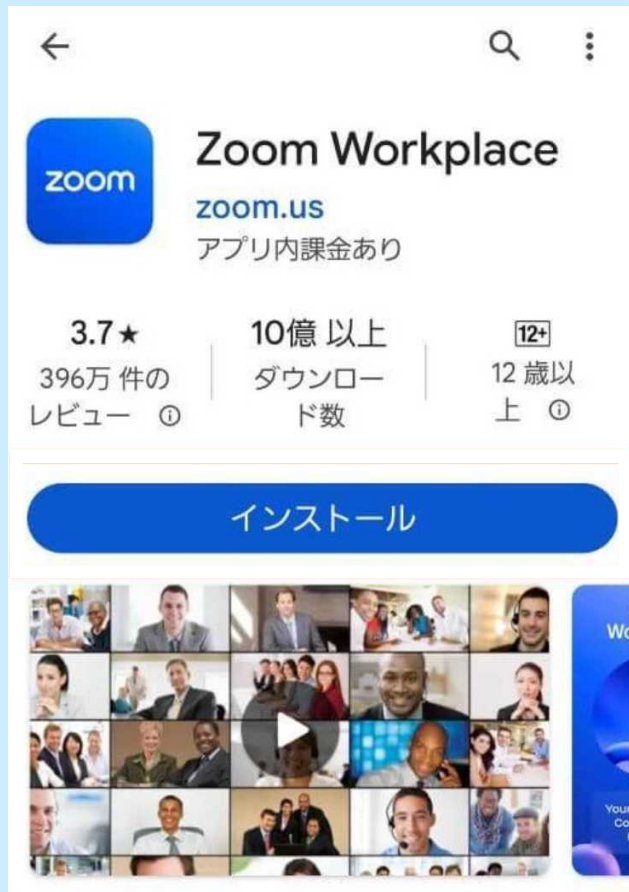 zoom
Zoom Workplace
zoom.us
アプリ内課金あり
3.7★
396万 件の
レビュー ⓘ
10億 以上
ダウンロー
ド数
12+
12 歳以
上 ⓘ
インストール